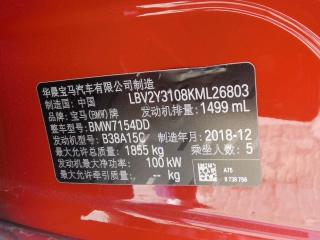 华晨宝马汽车有限公司制造
制造国: 中国 LBV2Y3108KML26803
品牌: 宝马(BMW)牌 发动机排量: 1499 mL
整车型号: BMW7154DD
发动机型号: B38A15C 制造年月: 2018-12
最大允许总质量: 1855 kg 乘坐人数: 5
发动机最大净功率: 100 kW
最大允许牵引质量: -- kg
A75
9 738 756